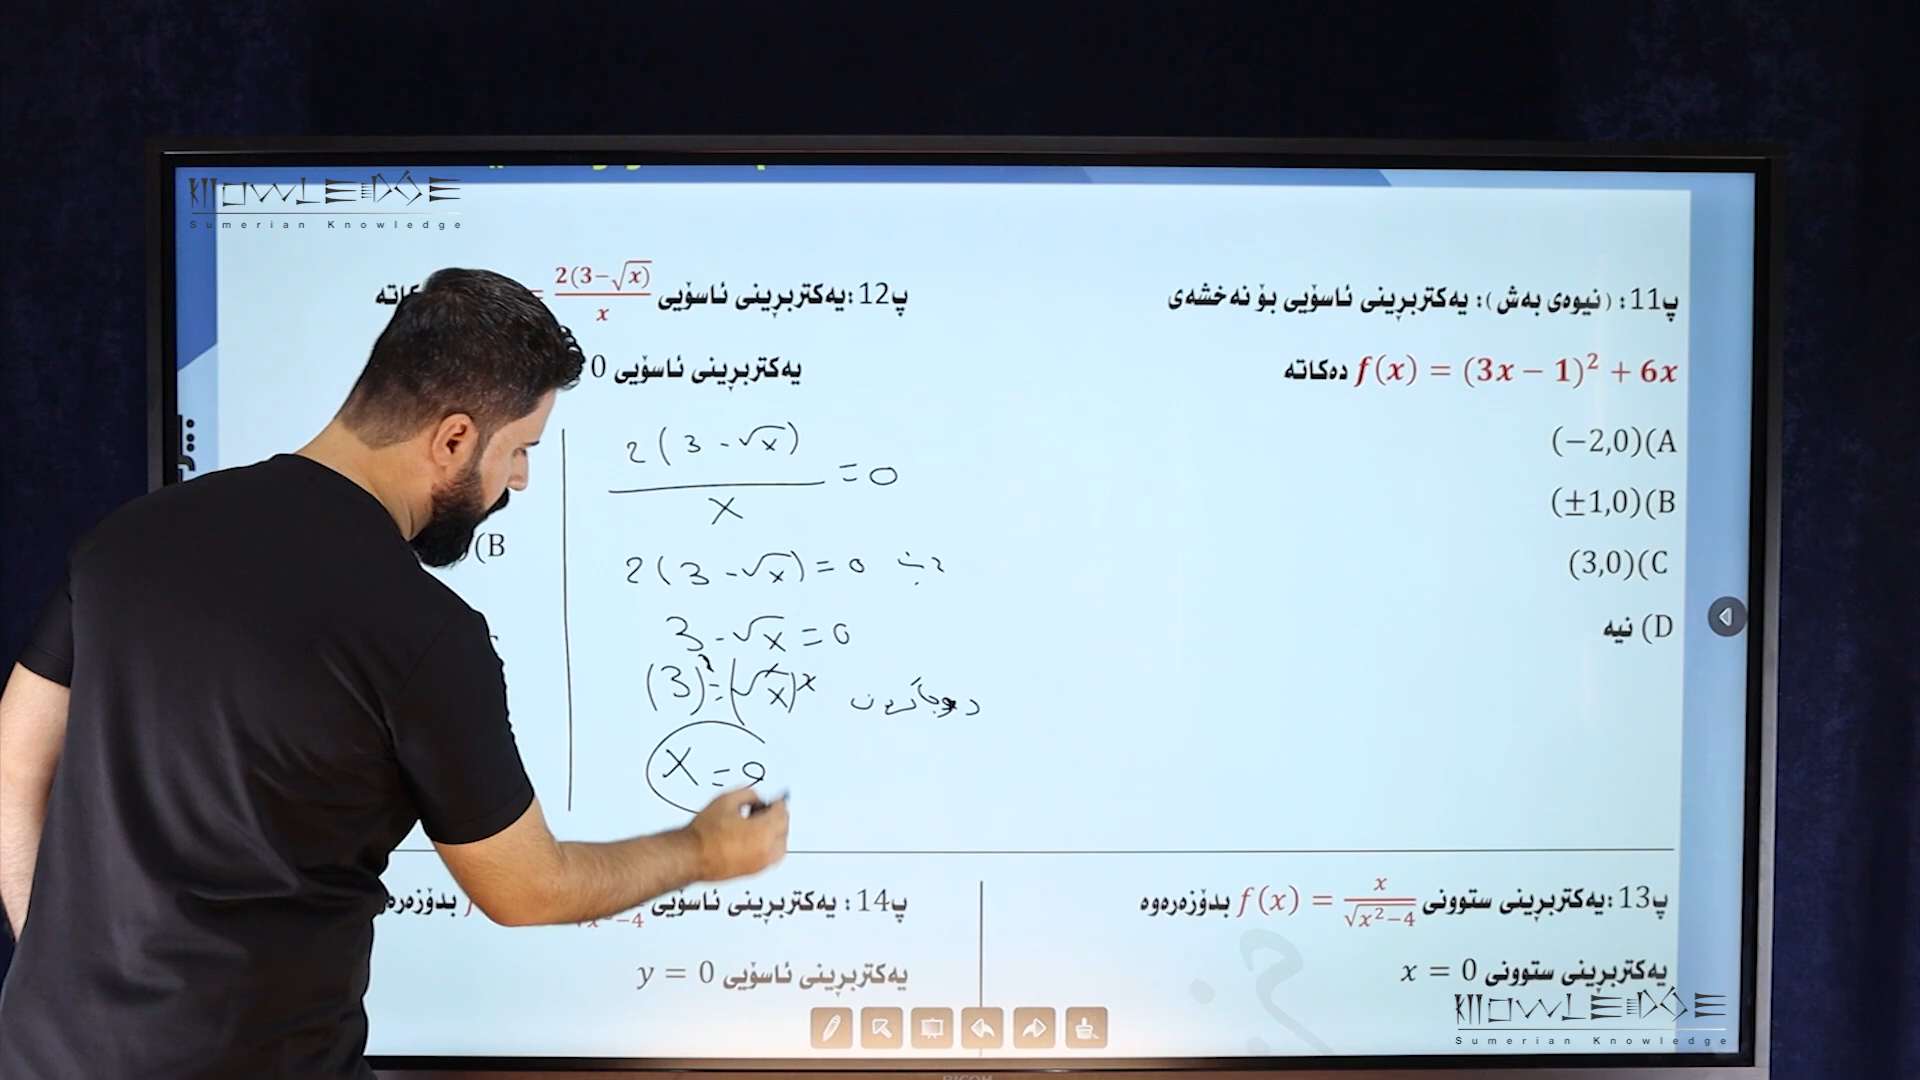 KNOWLEDGE
Sumerian Knowledge
پ11: (نیوەی بەش): یەکتربڕینی ئاسۆیی بۆ نەخشەی
f(x) = (3x − 1)² + 6x دەکاتە
(−2,0)(A
(±1,0)(B
(3,0)(C
D) نیە
پ12: یەکتربڕینی ئاسۆیی = 2(3−√x)/x
یەکتربڕینی ئاسۆیی 0
(B
2(3 - √x)/x = 0
2(3 - √x) = 0
3 - √x = 0
(3)² = (√x)²
x = 9
پ13: یەکتربڕینی ستوونی f(x) = x/√x²−4 بدۆزەرەوە
یەکتربڕینی ستوونی x = 0
پ14: یەکتربڕینی ئاسۆیی
یەکتربڕینی ئاسۆیی y = 0
KNOWLEDGE
Sumerian Knowledge
RICOH